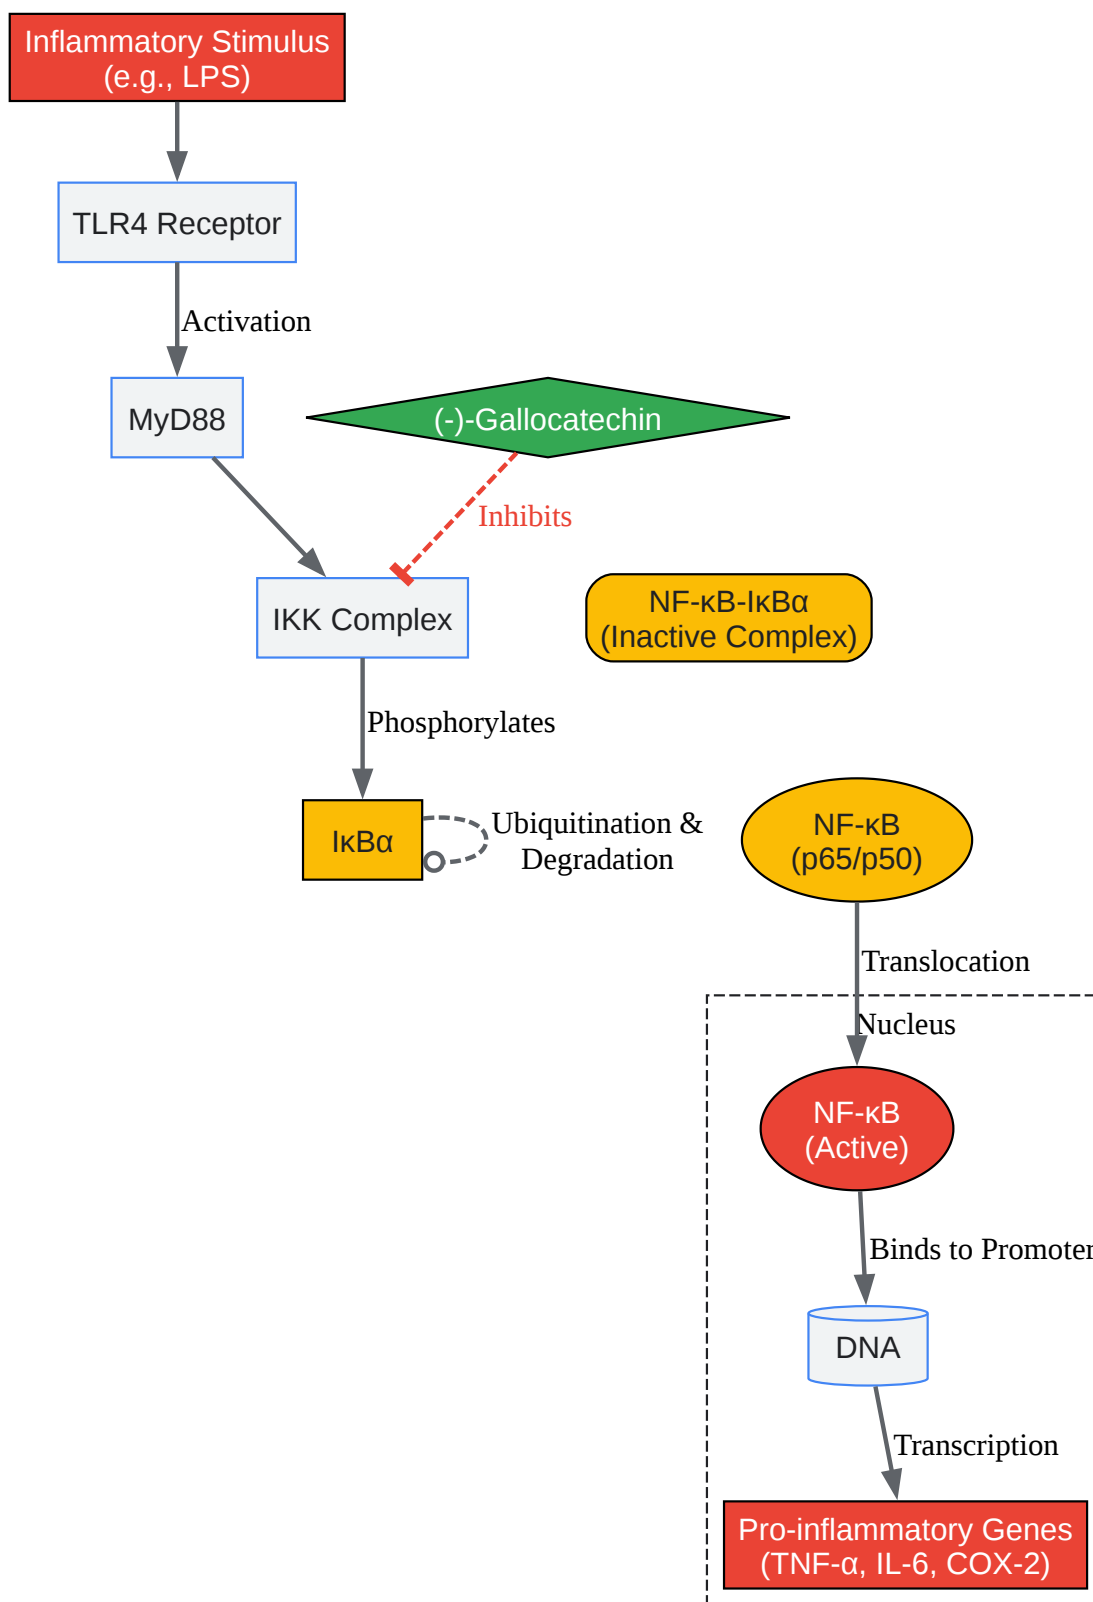 Inflammatory Stimulus
(e.g., LPS)
TLR4 Receptor
Activation
MyD88
(-)-Gallocatechin
Inhibits
IKK Complex
NF-κB-IκBα
(Inactive Complex)
Phosphorylates
IκBα
Ubiquitination &
Degradation
NF-κB
(p65/p50)
Translocation
Nucleus
NF-κB
(Active)
Binds to Promoter
DNA
Transcription
Pro-inflammatory Genes
(TNF-α, IL-6, COX-2)